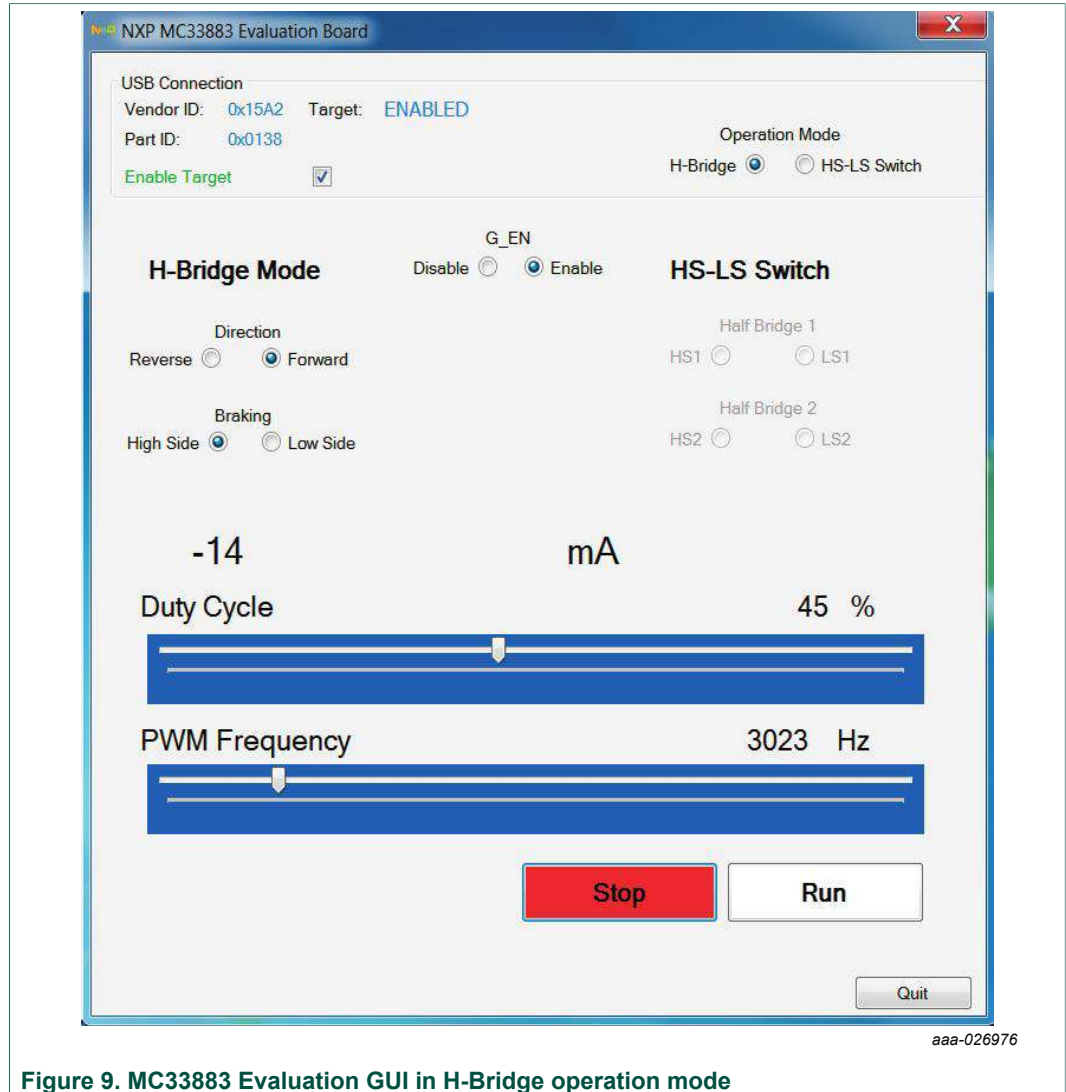 NXP NXP MC33883 Evaluation Board X
USB Connection
Vendor ID: 0x15A2 Target: ENABLED
Part ID: 0x0138
Enable Target
Operation Mode
H-Bridge HS-LS Switch
G_EN
Disable Enable
H-Bridge Mode
HS-LS Switch
Direction
Reverse Forward
Half Bridge 1
HS1 LS1
Braking
High Side Low Side
Half Bridge 2
HS2 LS2
-14 mA
Duty Cycle 45 %
PWM Frequency 3023 Hz
Stop Run
Quit
aaa-026976
Figure 9. MC33883 Evaluation GUI in H-Bridge operation mode